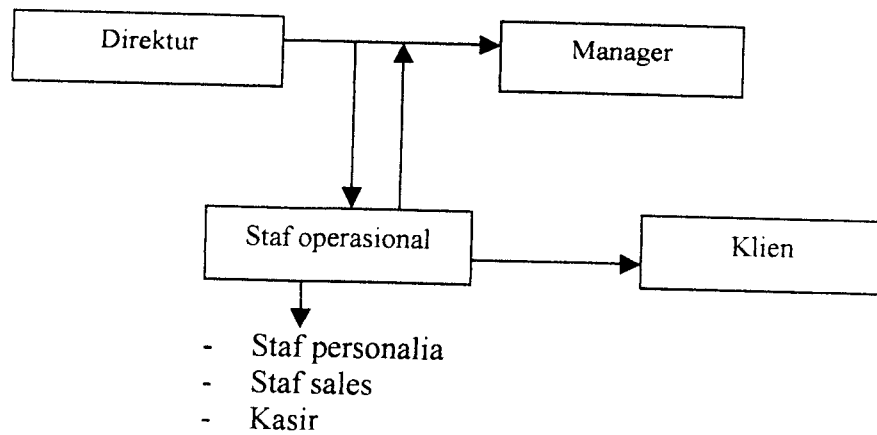 Direktur
Manager
Staf operasional
Klien
- Staf personalia
- Staf sales
- Kasir